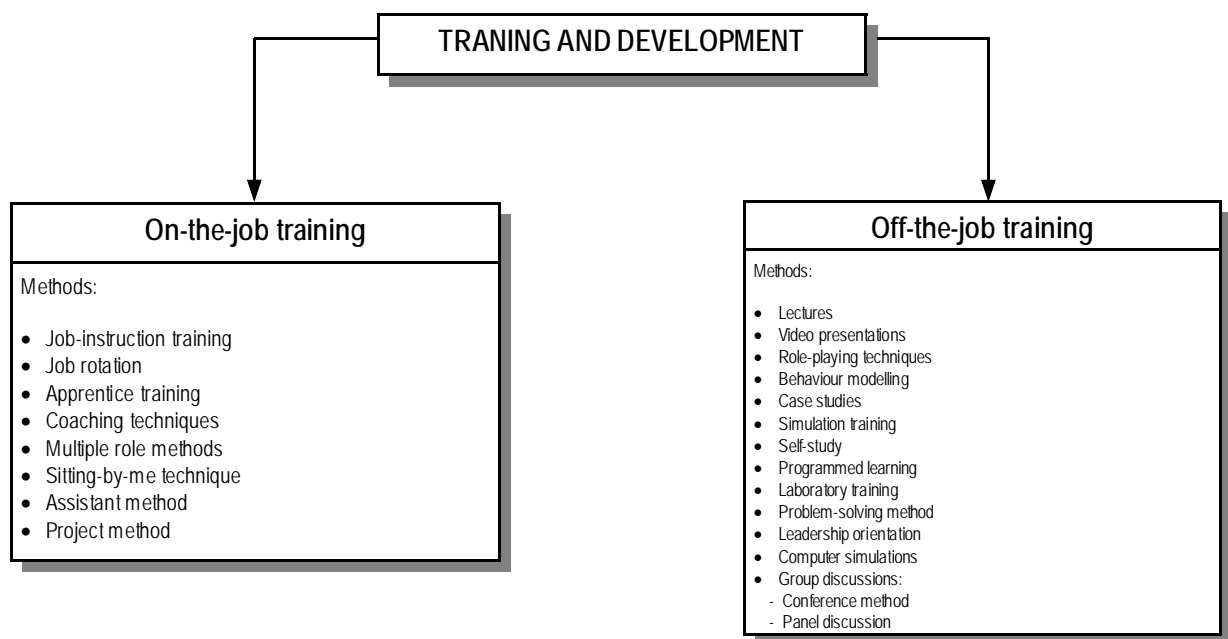 TRANING AND DEVELOPMENT
On-the-job training
Methods:
• Job-instruction training
• Job rotation
• Apprentice training
• Coaching techniques
• Multiple role methods
• Sitting-by-me technique
• Assistant method
• Project method
Off-the-job training
Methods:
• Lectures
• Video presentations
• Role-playing techniques
• Behaviour modelling
• Case studies
• Simulation training
• Self-study
• Programmed learning
• Laboratory training
• Problem-solving method
• Leadership orientation
• Computer simulations
• Group discussions:
- Conference method
- Panel discussion